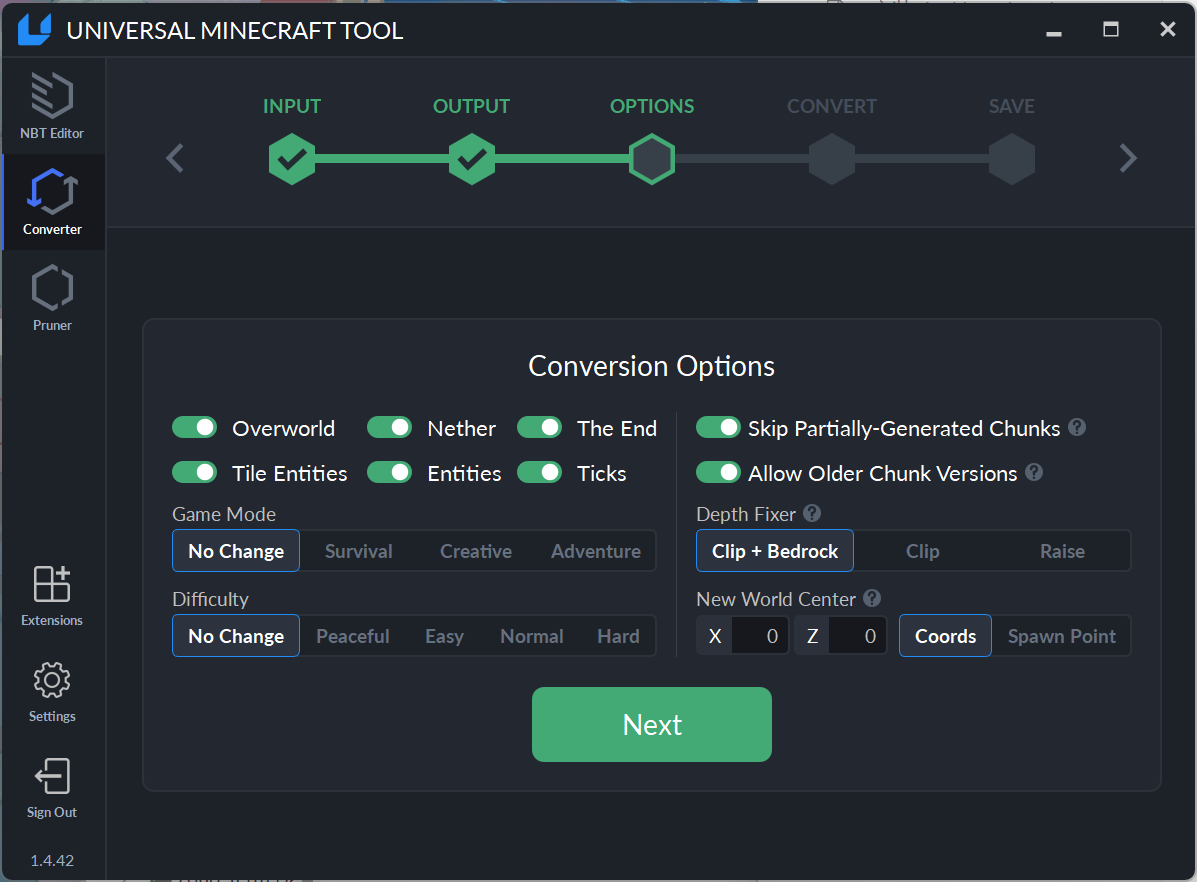 UNIVERSAL MINECRAFT TOOL
NBT Editor
Converter
Pruner
Extensions
Settings
Sign Out
1.4.42
INPUT
OUTPUT
OPTIONS
CONVERT
SAVE
Conversion Options
Overworld
Nether
The End
Tile Entities
Entities
Ticks
Game Mode
No Change
Survival
Creative
Adventure
Difficulty
No Change
Peaceful
Easy
Normal
Hard
Skip Partially-Generated Chunks ?
Allow Older Chunk Versions ?
Depth Fixer ?
Clip + Bedrock
Clip
Raise
New World Center ?
X 0
Z 0
Coords
Spawn Point
Next